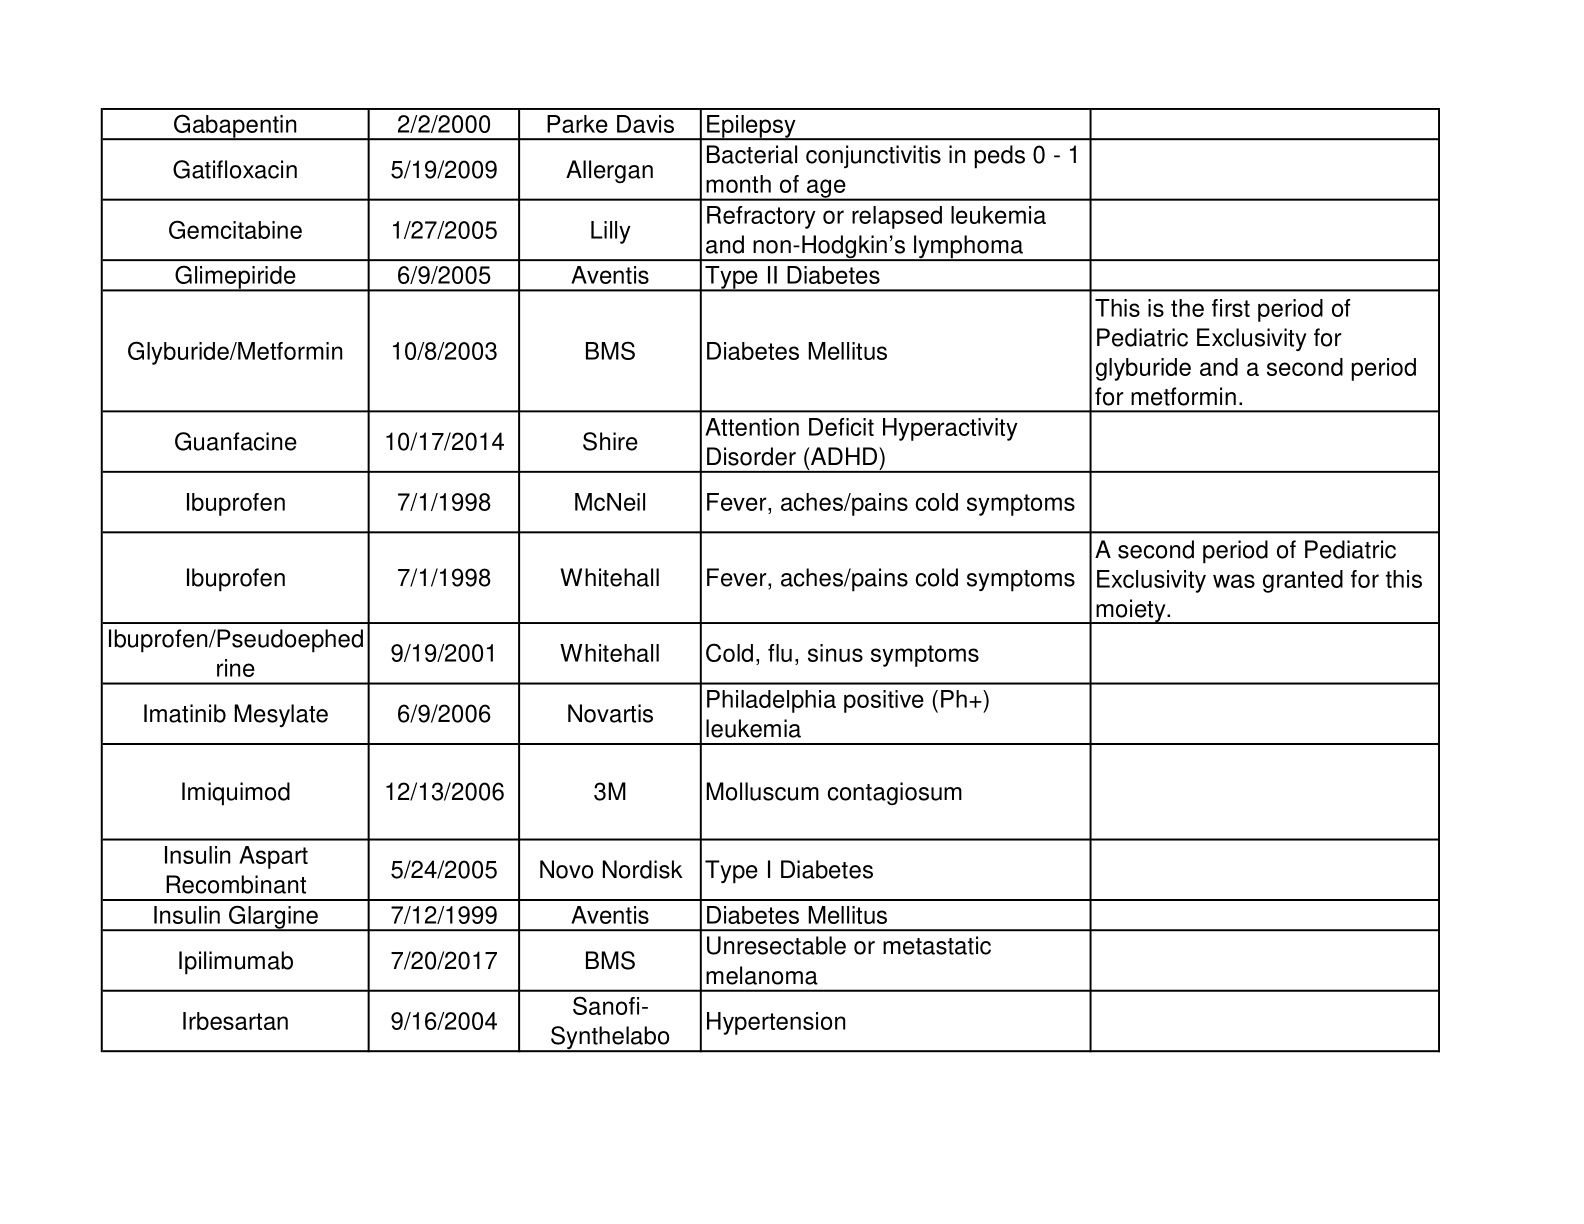 Gabapentin 2/2/2000 Parke Davis Epilepsy
Gatifloxacin 5/19/2009 Allergan Bacterial conjunctivitis in peds 0 - 1
month of age
Gemcitabine 1/27/2005 Lilly Refractory or relapsed leukemia
and non-Hodgkin’s lymphoma
Glimepiride 6/9/2005 Aventis Type II Diabetes
Glyburide/Metformin 10/8/2003 BMS Diabetes Mellitus This is the first period of
Pediatric Exclusivity for
glyburide and a second period
for metformin.
Guanfacine 10/17/2014 Shire Attention Deficit Hyperactivity
Disorder (ADHD)
Ibuprofen 7/1/1998 McNeil Fever, aches/pains cold symptoms
Ibuprofen 7/1/1998 Whitehall Fever, aches/pains cold symptoms A second period of Pediatric
Exclusivity was granted for this
moiety.
Ibuprofen/Pseudoephed
rine 9/19/2001 Whitehall Cold, flu, sinus symptoms
Imatinib Mesylate 6/9/2006 Novartis Philadelphia positive (Ph+)
leukemia
Imiquimod 12/13/2006 3M Molluscum contagiosum
Insulin Aspart
Recombinant 5/24/2005 Novo Nordisk Type I Diabetes
Insulin Glargine 7/12/1999 Aventis Diabetes Mellitus
Ipilimumab 7/20/2017 BMS Unresectable or metastatic
melanoma
Irbesartan 9/16/2004 Sanofi-
Synthelabo Hypertension